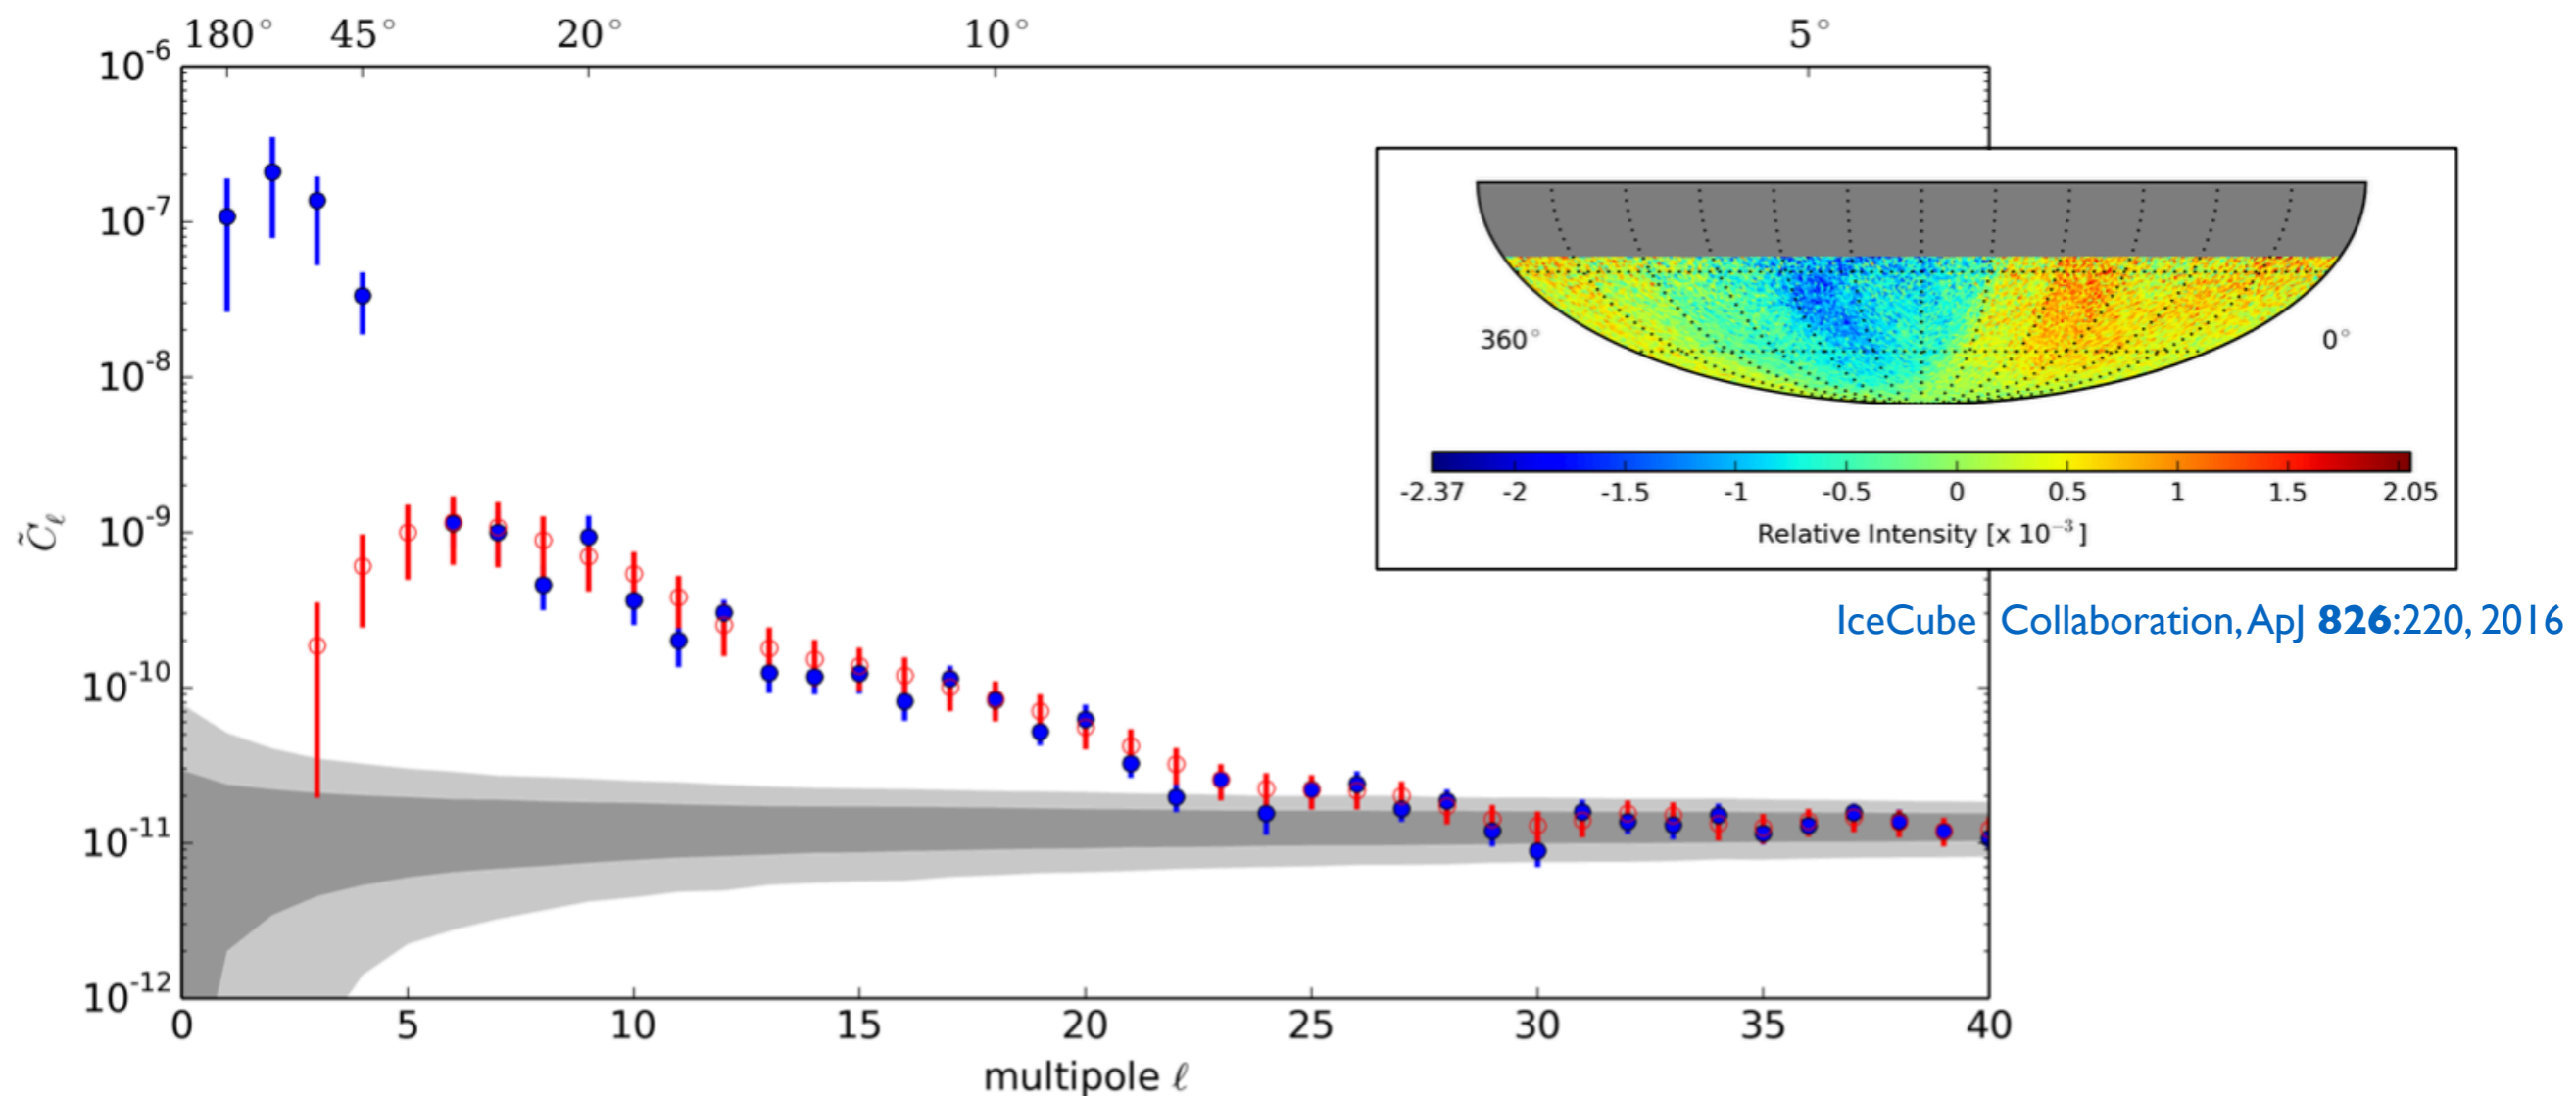 180° 45° 20° 10° 5°
10^-6
10^-7
10^-8
10^-9
10^-10
10^-11
10^-12
C̃ℓ
0 5 10 15 20 25 30 35 40
multipole ℓ
360° 0°
-2.37 -2 -1.5 -1 -0.5 0 0.5 1 1.5 2.05
Relative Intensity [x 10^-3]
IceCube Collaboration, ApJ 826:220, 2016